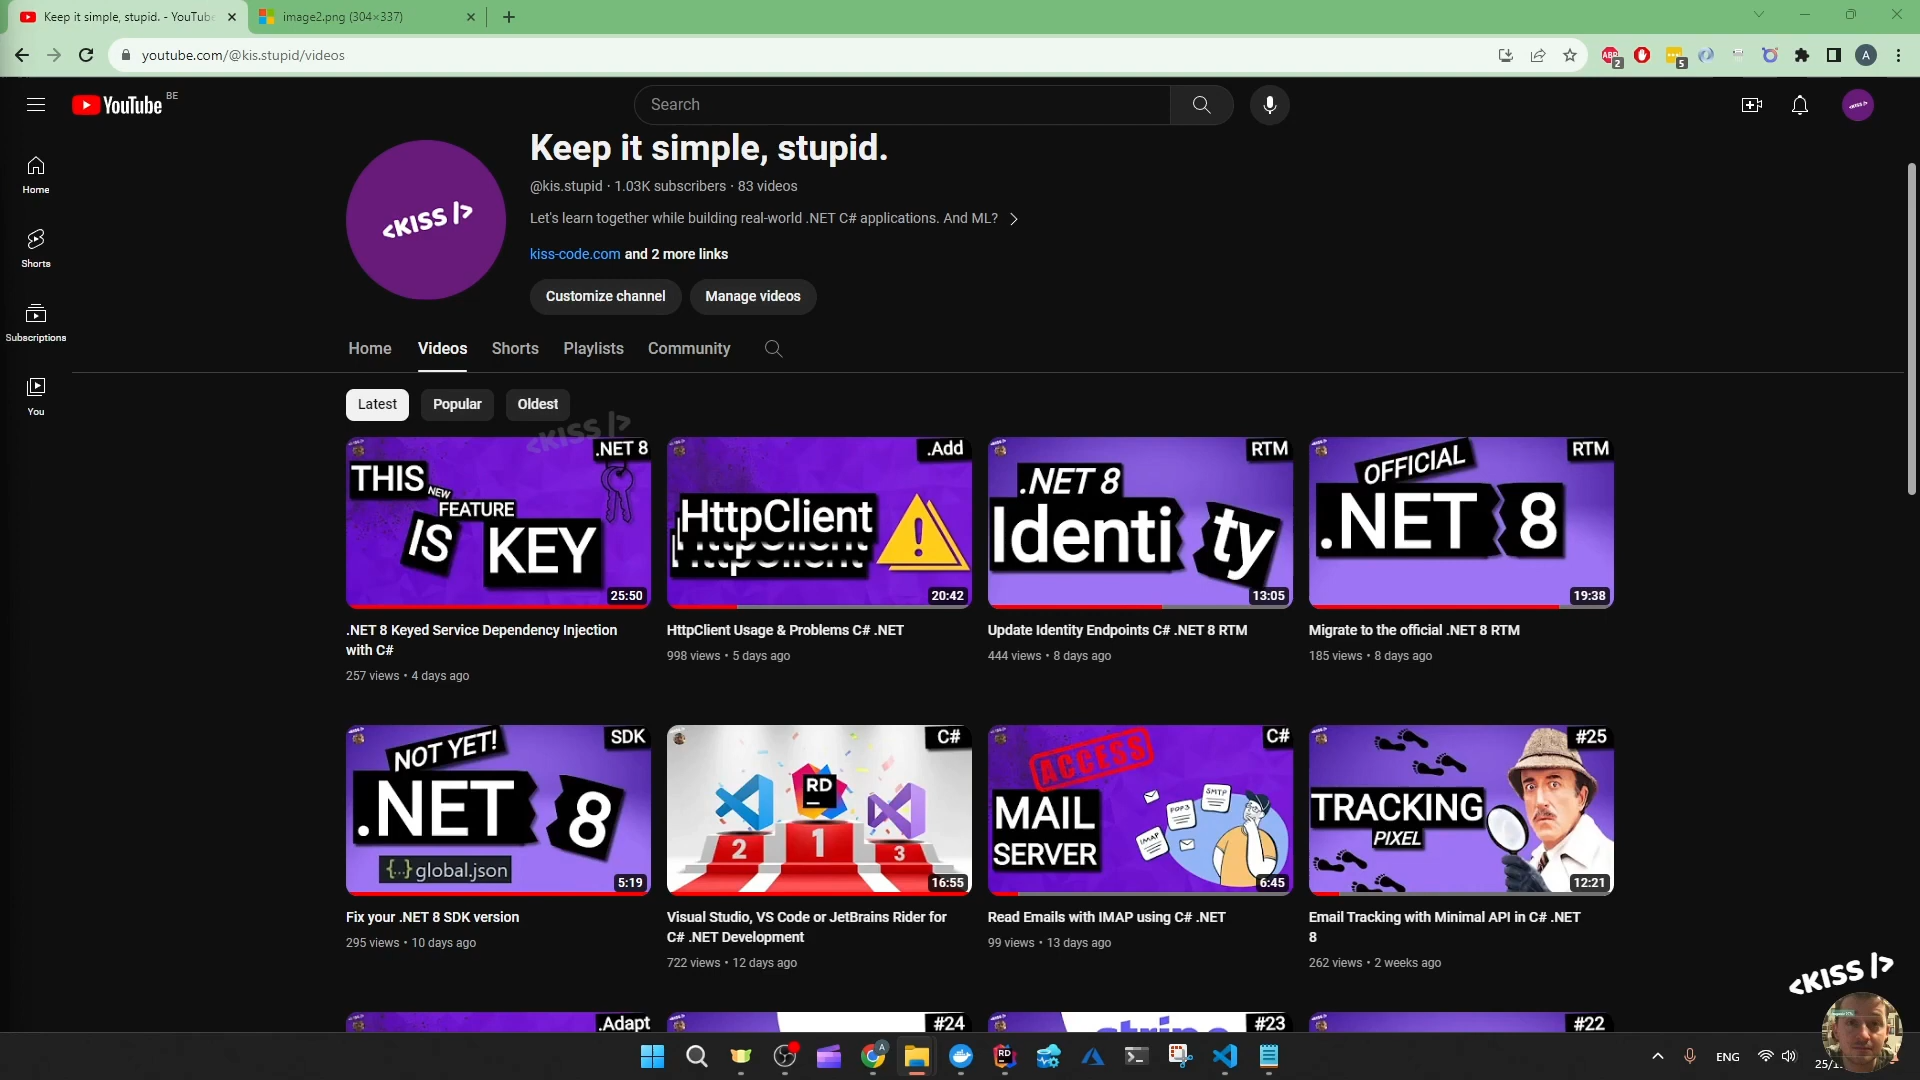 Keep it simple, stupid. - YouTube
image2.png (304×337)
youtube.com/@kis.stupid/videos
2
5
A
YouTube BE
Search
Keep it simple, stupid.
@kis.stupid · 1.03K subscribers · 83 videos
Let's learn together while building real-world .NET C# applications. And ML?
kiss-code.com and 2 more links
Customize channel
Manage videos
<KISS />
Home
Shorts
Subscriptions
You
Home Videos Shorts Playlists Community
Latest Popular Oldest
<KISS />
.NET 8
THIS NEW
FEATURE
IS KEY
25:50
.NET 8 Keyed Service Dependency Injection
with C#
257 views • 4 days ago
.Add
HttpClient
HttpClient
20:42
HttpClient Usage & Problems C# .NET
998 views • 5 days ago
RTM
.NET 8
Identity
13:05
Update Identity Endpoints C# .NET 8 RTM
444 views • 8 days ago
RTM
OFFICIAL
.NET 8
19:38
Migrate to the official .NET 8 RTM
185 views • 8 days ago
SDK
NOT YET!
.NET 8
{..} global.json
5:19
Fix your .NET 8 SDK version
295 views • 10 days ago
C#
RD
2 1 3
16:55
Visual Studio, VS Code or JetBrains Rider for
C# .NET Development
722 views • 12 days ago
C#
ACCESS
MAIL
SERVER
IMAP
POP3
SMTP
6:45
Read Emails with IMAP using C# .NET
99 views • 13 days ago
#25
TRACKING
PIXEL
12:21
Email Tracking with Minimal API in C# .NET
8
262 views • 2 weeks ago
.Adapt
#24
#23
#22
<KISS />
ENG